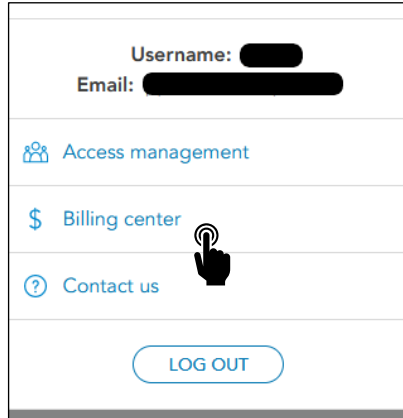 Username:
Email:
Access management
$ Billing center
? Contact us
LOG OUT